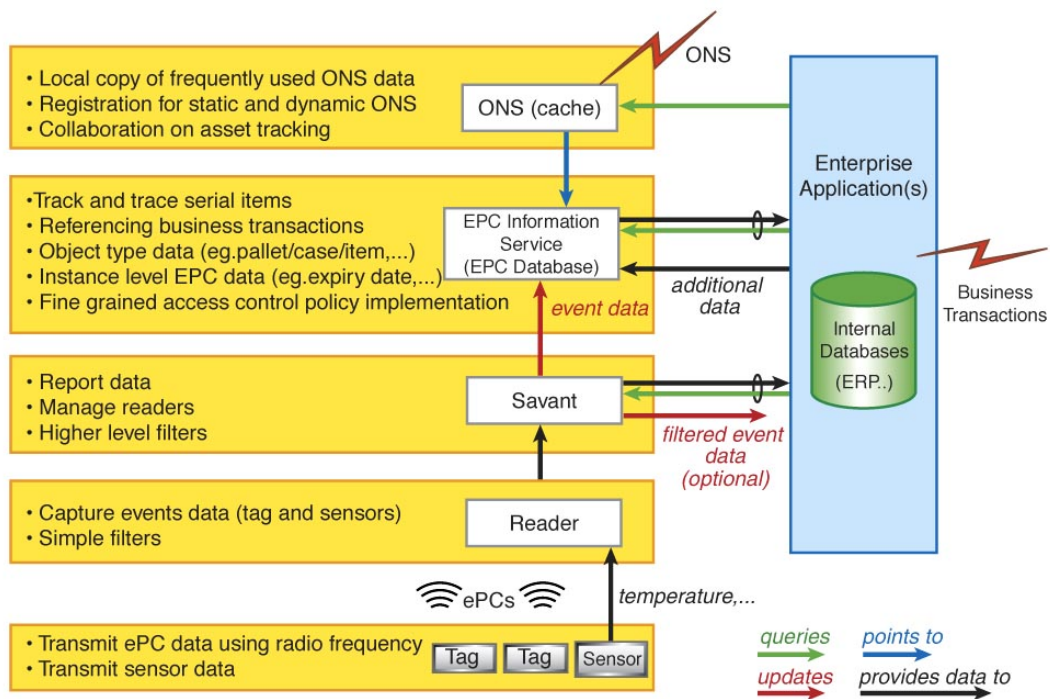 ONS
• Local copy of frequently used ONS data
• Registration for static and dynamic ONS
• Collaboration on asset tracking
ONS (cache)
Enterprise
Application(s)
•Track and trace serial items
• Referencing business transactions
• Object type data (eg.pallet/case/item,...)
• Instance level EPC data (eg.expiry date,...)
• Fine grained access control policy implementation
EPC Information
Service
(EPC Database)
event data
additional
data
Business
Transactions
Internal
Databases
(ERP..)
• Report data
• Manage readers
• Higher level filters
Savant
filtered event
data
(optional)
• Capture events data (tag and sensors)
• Simple filters
Reader
ePCs
temperature,...
• Transmit ePC data using radio frequency
• Transmit sensor data
Tag
Tag
Sensor
queries
points to
updates
provides data to